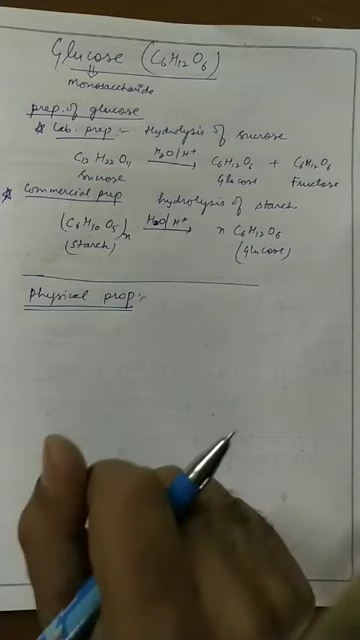 Glucose (C6H12O6)
Monosaccharide
prep. of glucose
Lab. prep :- Hydrolysis of sucrose
C12 H22 O11 H2O/H+ C6H12O6 + C6H12O6
Sucrose Glucose Fructose
Commercial prep hydrolysis of starch
(C6H10O5)n H2O/H+ n C6H12O6
(Starch) (Glucose)
Physical prop :-